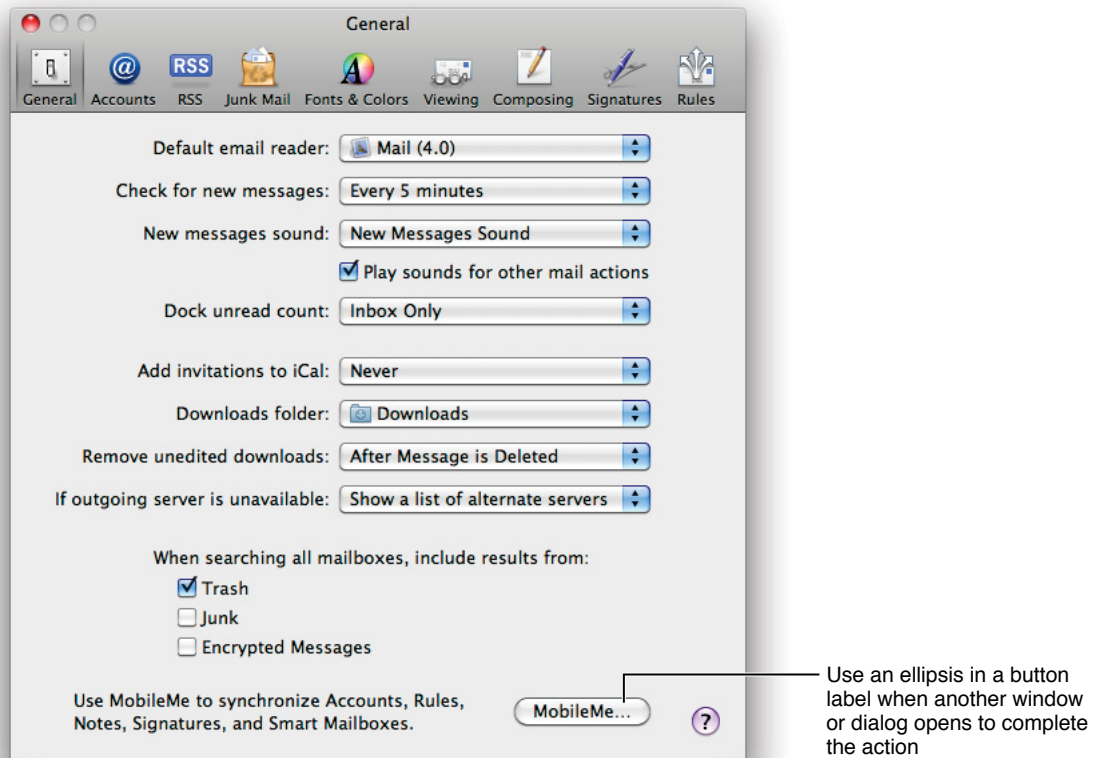 General
RSS
General Accounts RSS Junk Mail Fonts & Colors Viewing Composing Signatures Rules
Default email reader: Mail (4.0)
Check for new messages: Every 5 minutes
New messages sound: New Messages Sound
Play sounds for other mail actions
Dock unread count: Inbox Only
Add invitations to iCal: Never
Downloads folder: Downloads
Remove unedited downloads: After Message is Deleted
If outgoing server is unavailable: Show a list of alternate servers
When searching all mailboxes, include results from:
Trash
Junk
Encrypted Messages
Use MobileMe to synchronize Accounts, Rules,
Notes, Signatures, and Smart Mailboxes.
MobileMe...
?
Use an ellipsis in a button
label when another window
or dialog opens to complete
the action